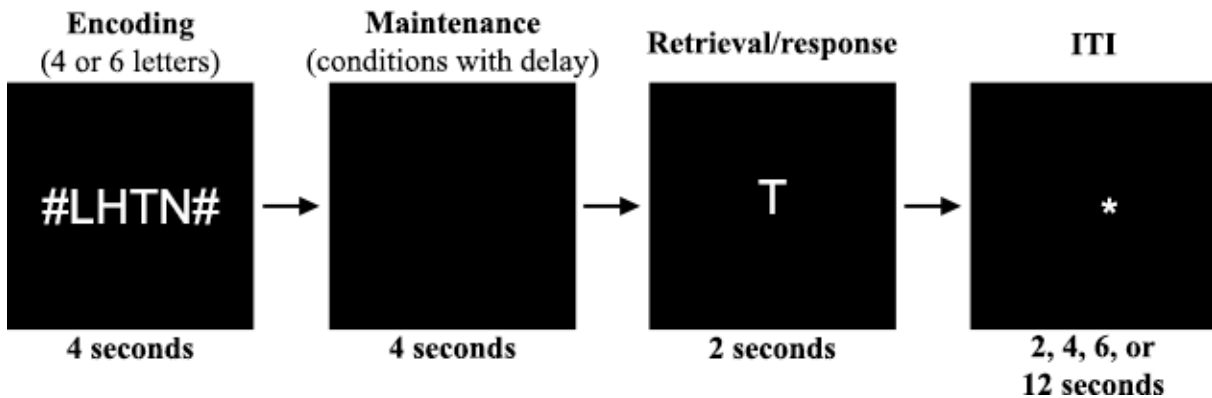 Encoding
(4 or 6 letters)
Maintenance
(conditions with delay)
Retrieval/response
ITI
#LHTN#
T
*
4 seconds
4 seconds
2 seconds
2, 4, 6, or
12 seconds